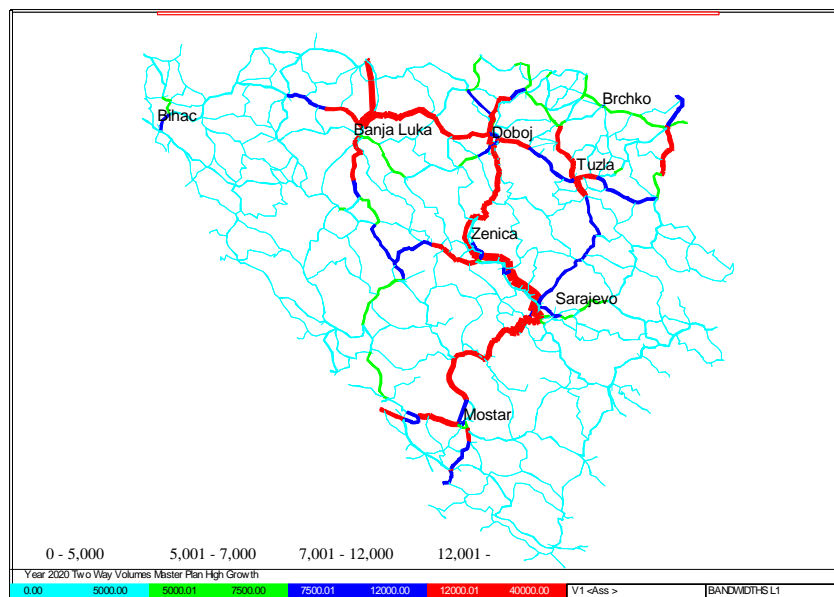 Brchko
Bihac
Banja Luka
Doboj
Tuzla
Zenica
Sarajevo
Mostar
0 - 5,000 5,001 - 7,000 7,001 - 12,000 12,001 -
Year 2020 Two Way Volumes Master Plan High Growth
0.00 5000.00 5000.01 7500.00 7500.01 12000.00 12000.01 40000.00 V1 <Ass > BANDWIDTHS L1